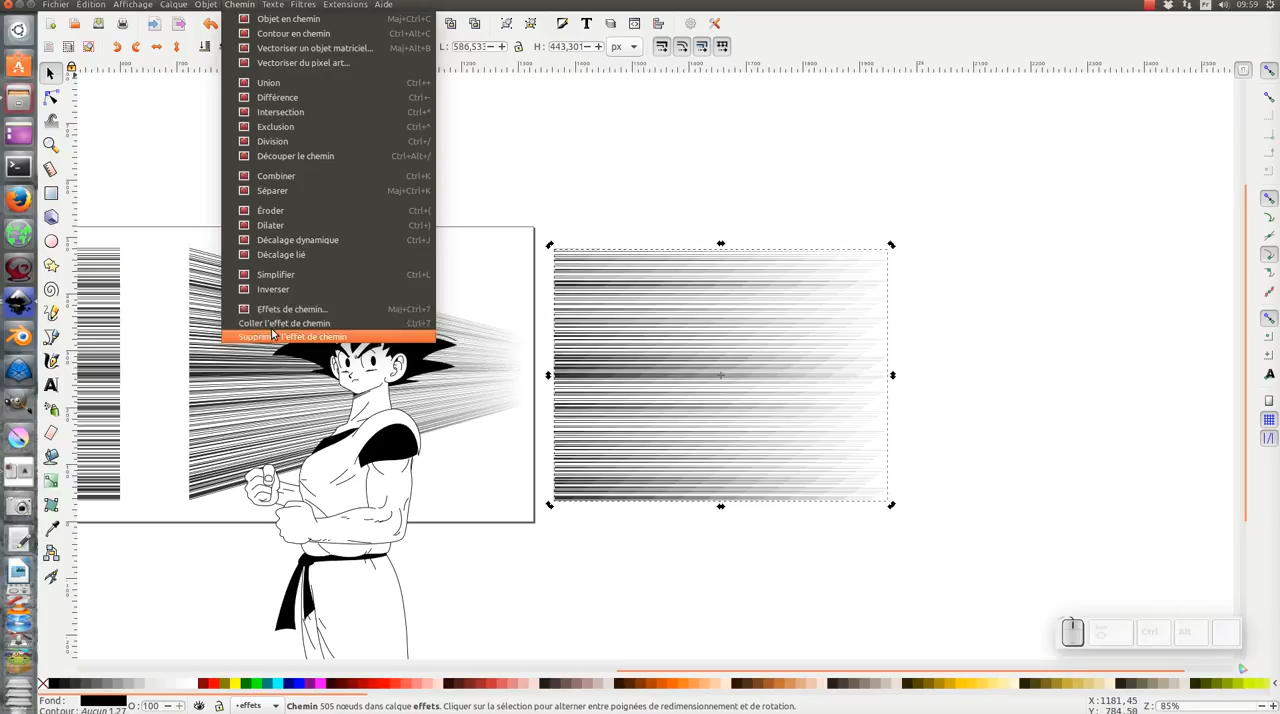 Fichier Édition Affichage Calque Objet Chemin Texte Filtres Extensions Aide
Fr 09:59
L: 586,533 H: 443,301 px
Objet en chemin Maj+Ctrl+C
Contour en chemin Ctrl+Alt+C
Vectoriser un objet matriciel... Maj+Alt+B
Vectoriser du pixel art...
Union Ctrl++
Différence Ctrl+-
Intersection Ctrl+*
Exclusion Ctrl+^
Division Ctrl+/
Découper le chemin Ctrl+Alt+/
Combiner Ctrl+K
Séparer Maj+Ctrl+K
Éroder Ctrl+(
Dilater Ctrl+)
Décalage dynamique Ctrl+J
Décalage lié
Simplifier Ctrl+L
Inverser
Effets de chemin... Maj+Ctrl+7
Coller l'effet de chemin Ctrl+7
Supprimer l'effet de chemin
Ctrl Alt
Fond:
Contour: Aucun 1,27
O: 100
effets
Chemin 505 nœuds dans calque effets. Cliquer sur la sélection pour alterner entre poignées de redimensionnement et de rotation.
X:1181,45
Y: 784,58
Z: 85%